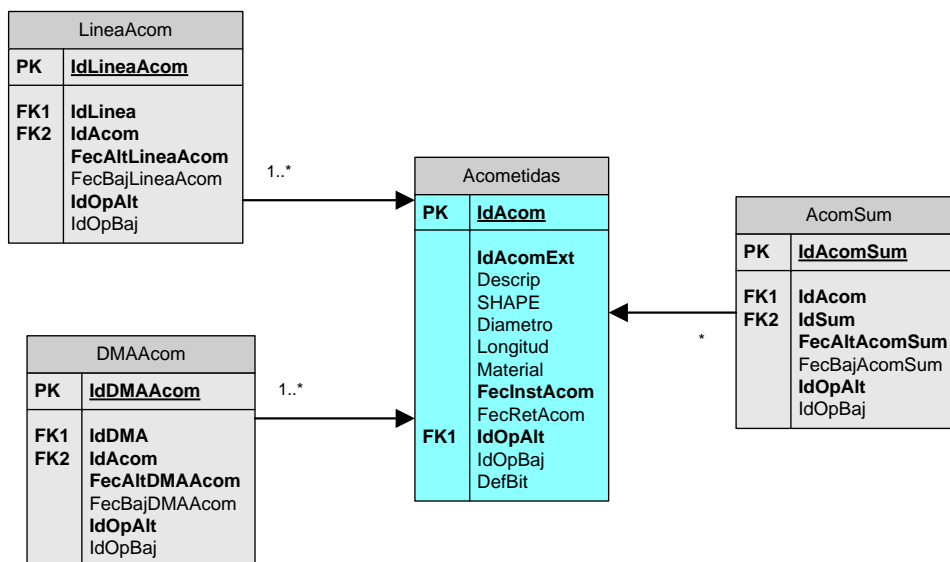 LineaAcom
PK IdLineaAcom
FK1 IdLinea
FK2 IdAcom
FecAltLineaAcom
FecBajLineaAcom
IdOpAlt
IdOpBaj
1..*
Acometidas
PK IdAcom
IdAcomExt
Descrip
SHAPE
Diametro
Longitud
Material
FecInstAcom
FecRetAcom
FK1 IdOpAlt
IdOpBaj
DefBit
AcomSum
PK IdAcomSum
FK1 IdAcom
FK2 IdSum
FecAltAcomSum
FecBajAcomSum
IdOpAlt
IdOpBaj
*
DMAAcom
PK IdDMAAcom
FK1 IdDMA
FK2 IdAcom
FecAltDMAAcom
FecBajDMAAcom
IdOpAlt
IdOpBaj
1..*